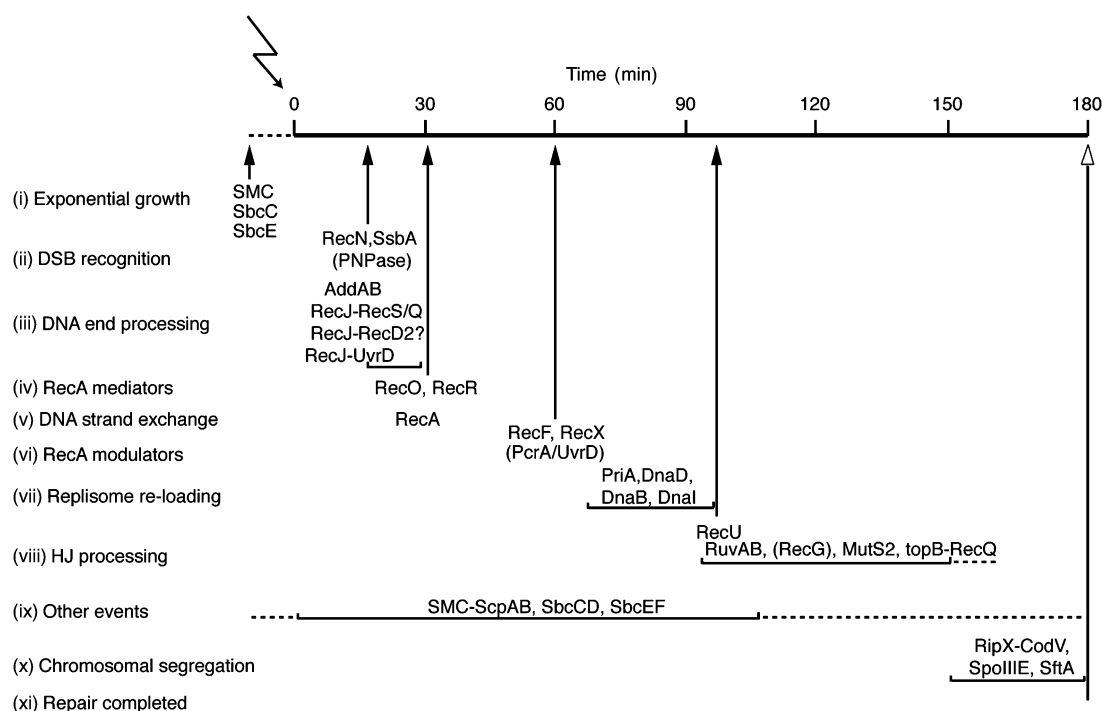 Time (min)
0 30 60 90 120 150 180
(i) Exponential growth
SMC
SbcC
SbcE
(ii) DSB recognition
RecN,SsbA
(PNPase)
(iii) DNA end processing
AddAB
RecJ-RecS/Q
RecJ-RecD2?
RecJ-UvrD
(iv) RecA mediators
RecO, RecR
(v) DNA strand exchange
RecA
(vi) RecA modulators
RecF, RecX
(PcrA/UvrD)
(vii) Replisome re-loading
PriA,DnaD,
DnaB, DnaI
(viii) HJ processing
RecU
RuvAB, (RecG), MutS2, topB-RecQ
(ix) Other events
SMC-ScpAB, SbcCD, SbcEF
(x) Chromosomal segregation
RipX-CodV,
SpoIIIE, SftA
(xi) Repair completed